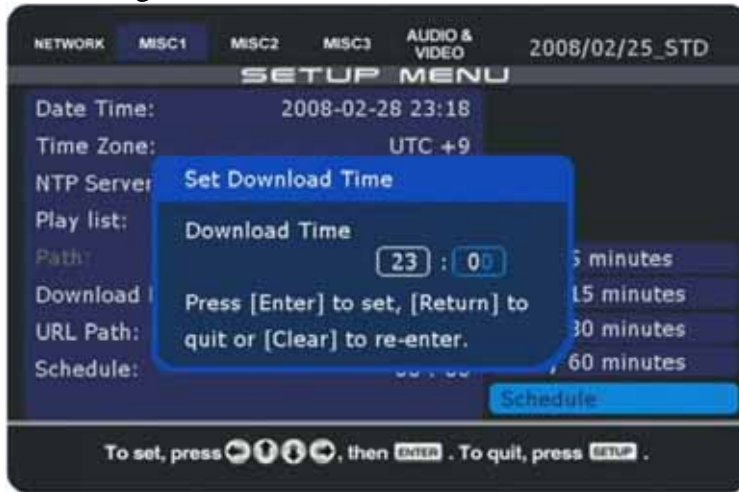 NETWORK MISC1 MISC2 MISC3 AUDIO & VIDEO 2008/02/25_STD
SETUP MENU
Date Time: 2008-02-28 23:18
Time Zone: UTC +9
NTP Server
Set Download Time
Play list:
Download Time
Path:
23 : 00
5 minutes
Download
Press [Enter] to set, [Return] to
15 minutes
URL Path:
quit or [Clear] to re-enter.
30 minutes
Schedule:
60 minutes
Schedule
To set, press , then ENTER . To quit, press SETUP .